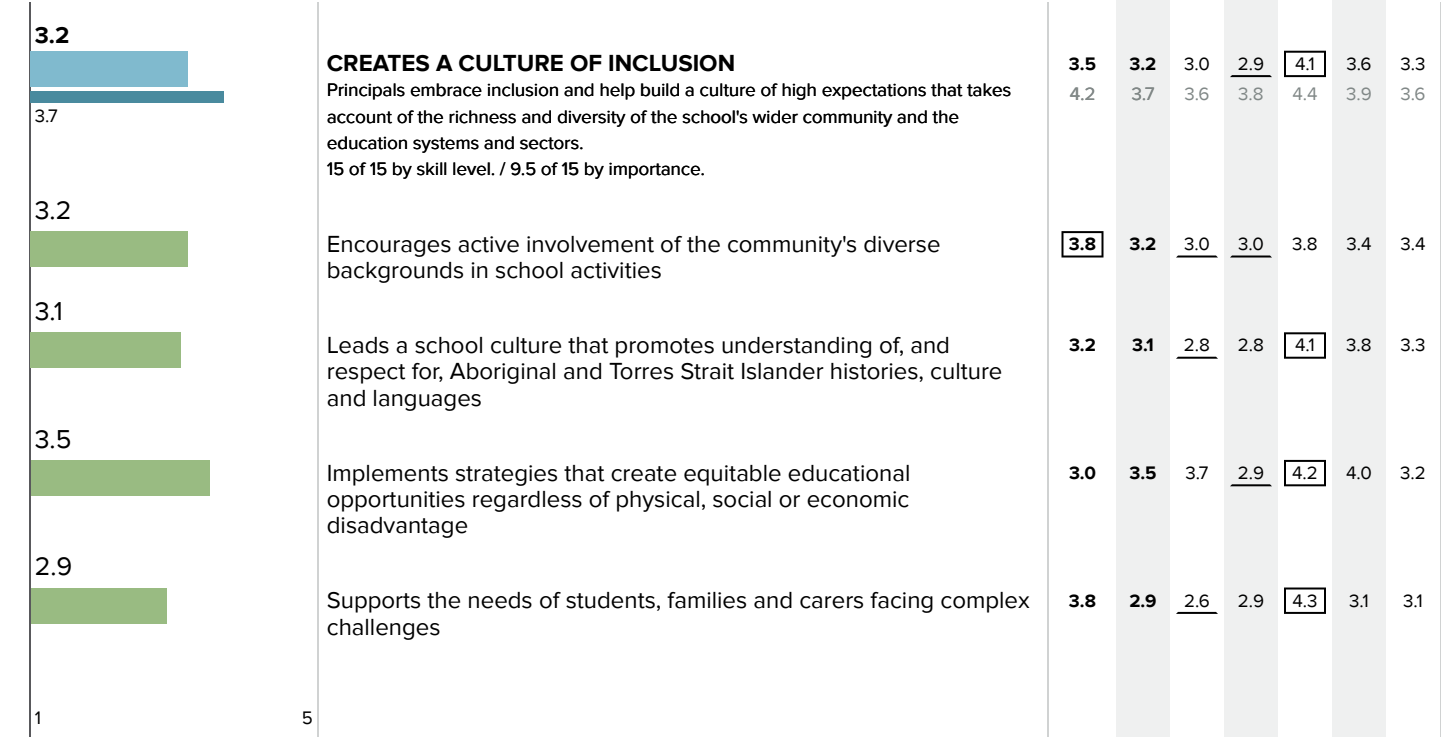 3.2
CREATES A CULTURE OF INCLUSION 3.5 3.2 3.0 2.9 4.1 3.6 3.3
Principals embrace inclusion and help build a culture of high expectations that takes 4.2 3.7 3.6 3.8 4.4 3.9 3.6
3.7
account of the richness and diversity of the school's wider community and the
education systems and sectors.
15 of 15 by skill level. / 9.5 of 15 by importance.
3.2
Encourages active involvement of the community's diverse 3.8 3.2 3.0 3.0 3.8 3.4 3.4
backgrounds in school activities
3.1
Leads a school culture that promotes understanding of, and 3.2 3.1 2.8 2.8 4.1 3.8 3.3
respect for, Aboriginal and Torres Strait Islander histories, culture
and languages
3.5
Implements strategies that create equitable educational 3.0 3.5 3.7 2.9 4.2 4.0 3.2
opportunities regardless of physical, social or economic
disadvantage
2.9
Supports the needs of students, families and carers facing complex 3.8 2.9 2.6 2.9 4.3 3.1 3.1
challenges
1 5